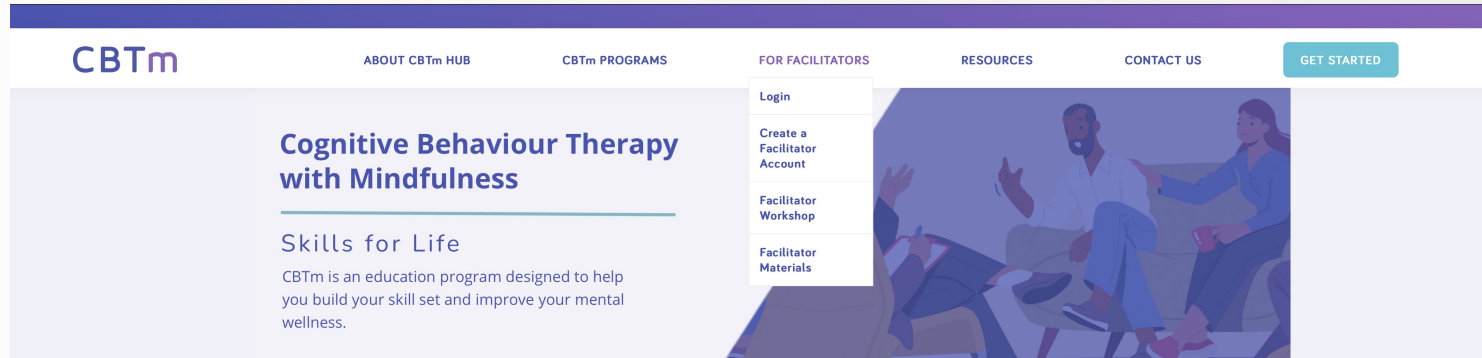 CBTm
ABOUT CBTm HUB
CBTm PROGRAMS
FOR FACILITATORS
RESOURCES
CONTACT US
GET STARTED
Login
Create a
Facilitator
Account
Facilitator
Workshop
Facilitator
Materials
Cognitive Behaviour Therapy
with Mindfulness
Skills for Life
CBTm is an education program designed to help
you build your skill set and improve your mental
wellness.